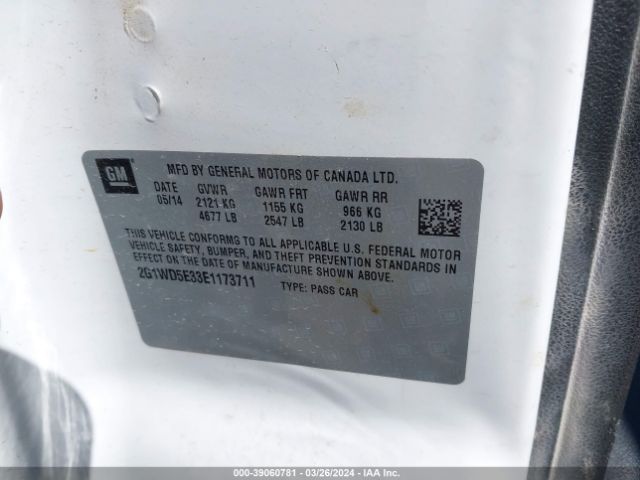 GM
MFD BY GENERAL MOTORS OF CANADA LTD.
DATE GVWR GAWR FRT GAWR RR
05/14 2121 KG 1155 KG 966 KG
4677 LB 2547 LB 2130 LB
THIS VEHICLE CONFORMS TO ALL APPLICABLE U.S. FEDERAL MOTOR
VEHICLE SAFETY, BUMPER, AND THEFT PREVENTION STANDARDS IN
EFFECT ON THE DATE OF MANUFACTURE SHOWN ABOVE.
2G1WD5E33E1173711 TYPE: PASS CAR
000-39060781 | 03/26/2024 | IAA Inc.